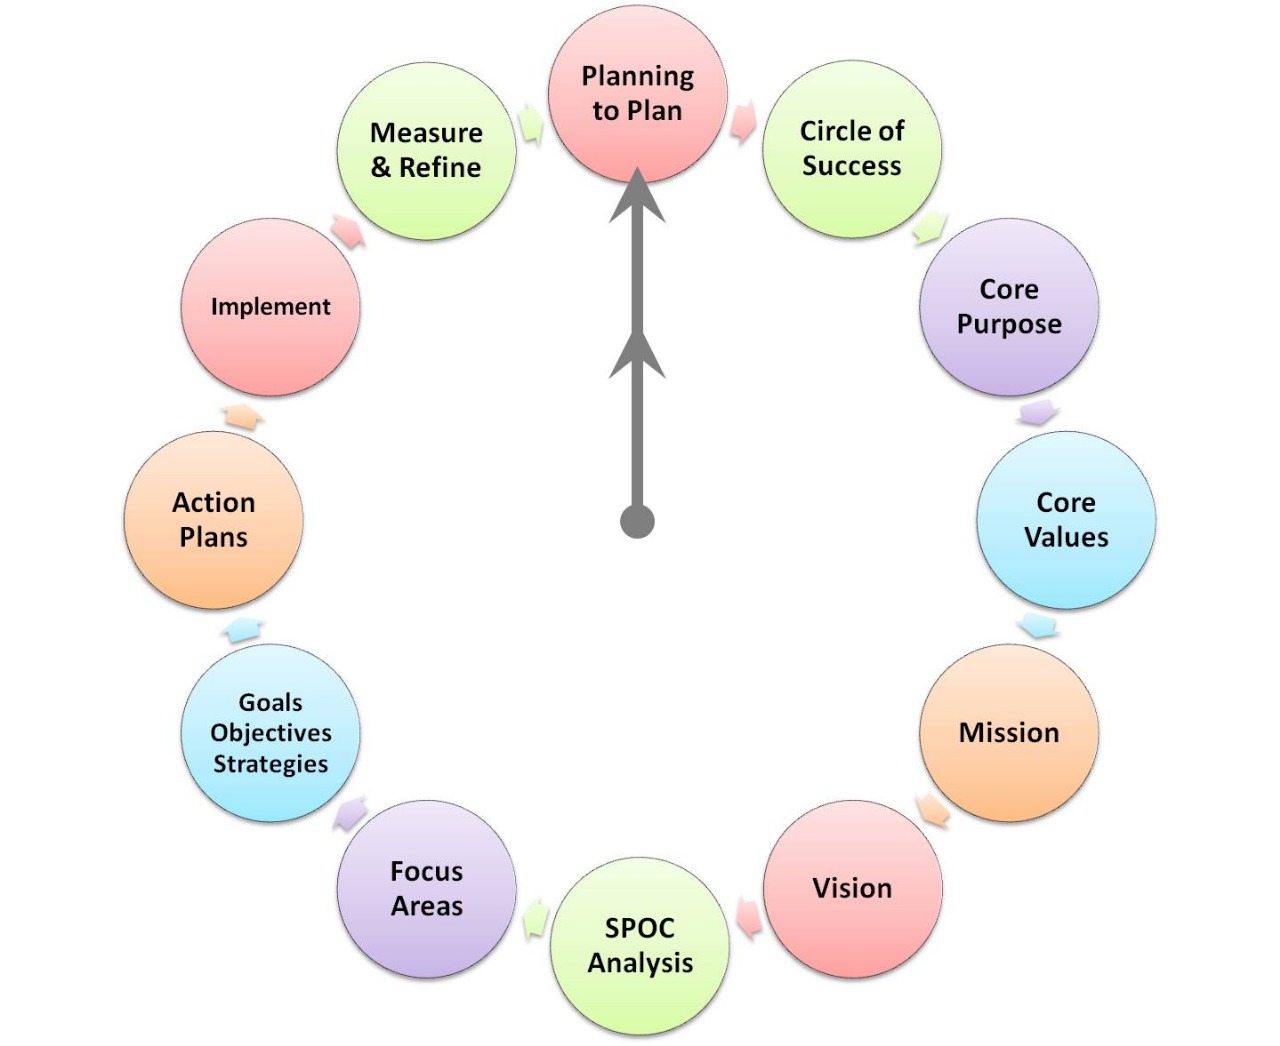 Planning
to Plan
Circle of
Success
Core
Purpose
Core
Values
Mission
Vision
SPOC
Analysis
Focus
Areas
Goals
Objectives
Strategies
Action
Plans
Implement
Measure
& Refine